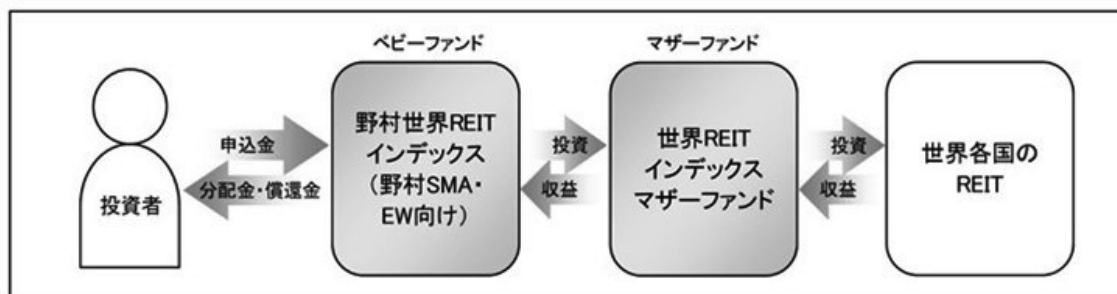 ベビーファンド
マザーファンド
投資者
申込金
分配金・償還金
野村世界REIT
インデックス
（野村SMA・
EW向け）
投資
収益
世界REIT
インデックス
マザーファンド
投資
収益
世界各国の
REIT